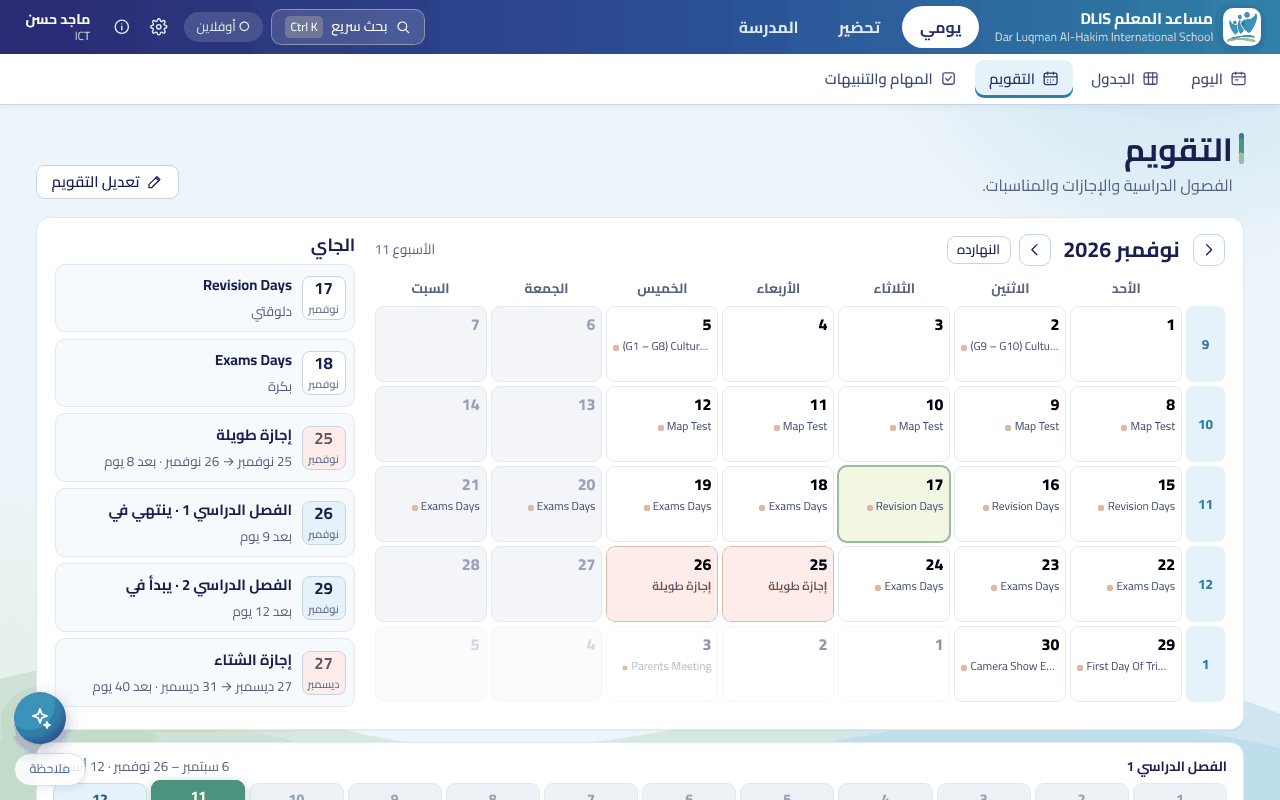 مساعد المعلم DLIS
Dar Luqman Al-Hakim International School
يومي
تحضير
المدرسة
بحث سريع Ctrl K
أوفلاين
ماجد حسن
ICT
اليوم
الجدول
التقويم
المهام والتنبيهات
التقويم
الفصول الدراسية والإجازات والمناسبات.
تعديل التقويم
نوفمبر 2026
النهارده
الأسبوع 11
الأحد الاثنين الثلاثاء الأربعاء الخميس الجمعة السبت
9 1 2 3 4 5 6 7
(G9 – G10) Cultu... (G1 – G8) Cultur...
10 8 9 10 11 12 13 14
Map Test Map Test Map Test Map Test Map Test
11 15 16 17 18 19 20 21
Revision Days Revision Days Revision Days Exams Days Exams Days Exams Days Exams Days
12 22 23 24 25 26 27 28
Exams Days Exams Days Exams Days إجازة طويلة إجازة طويلة
1 29 30 1 2 3 4 5
First Day Of Tri... Camera Show E... Parents Meeting
الجاي
17 نوفمبر
Revision Days
دلوقتي
18 نوفمبر
Exams Days
بكرة
25 نوفمبر
إجازة طويلة
25 نوفمبر → 26 نوفمبر · بعد 8 يوم
26 نوفمبر
الفصل الدراسي 1 · ينتهي في
بعد 9 يوم
29 نوفمبر
الفصل الدراسي 2 · يبدأ في
بعد 12 يوم
27 ديسمبر
إجازة الشتاء
27 ديسمبر → 31 ديسمبر · بعد 40 يوم
الفصل الدراسي 1
6 سبتمبر – 26 نوفمبر · 12
ملاحظة
1 2 3 4 5 6 7 8 9 10 11 12